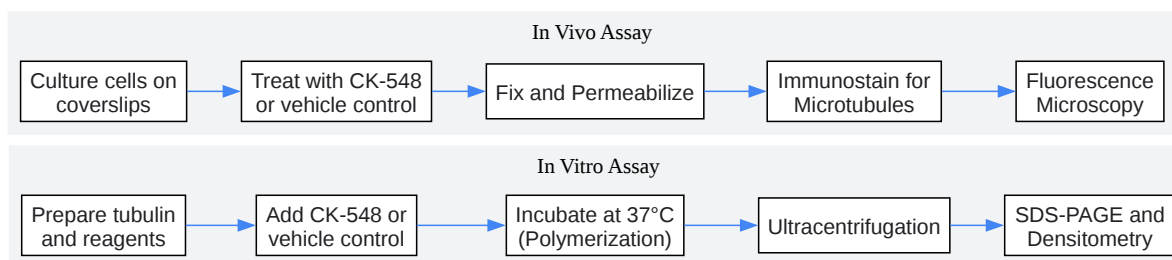 In Vivo Assay
Culture cells on
coverslips
Treat with CK-548
or vehicle control
Fix and Permeabilize
Immunostain for
Microtubules
Fluorescence
Microscopy
In Vitro Assay
Prepare tubulin
and reagents
Add CK-548 or
vehicle control
Incubate at 37°C
(Polymerization)
Ultracentrifugation
SDS-PAGE and
Densitometry